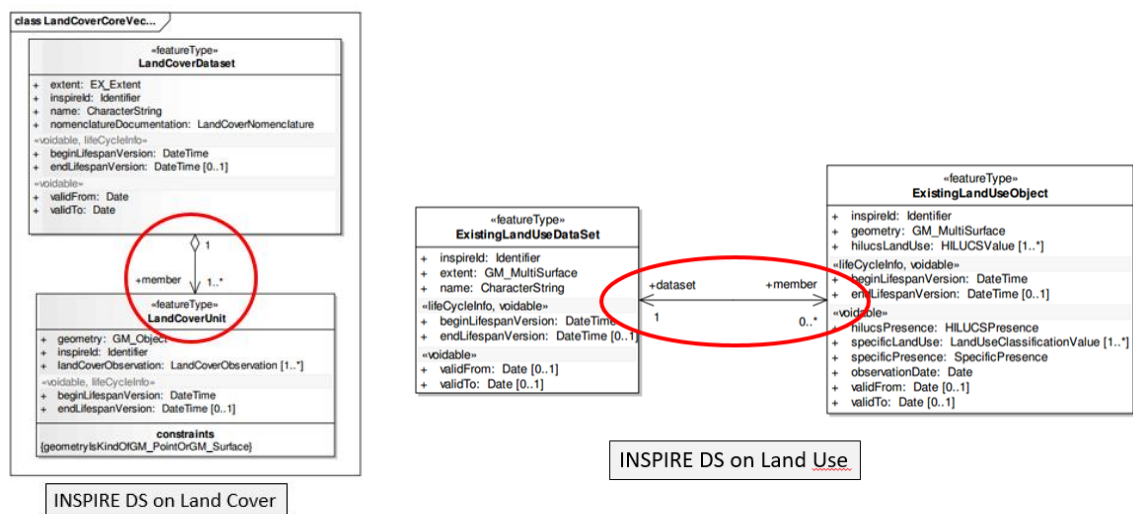 class LandCoverCoreVec...
«featureType»
LandCoverDataset
+ extent: EX_Extent
+ inspireId: Identifier
+ name: CharacterString
+ nomenclatureDocumentation: LandCoverNomenclature
«voidable, lifeCycleInfo»
+ beginLifespanVersion: DateTime
+ endLifespanVersion: DateTime [0..1]
«voidable»
+ validFrom: Date
+ validTo: Date
1
+member
1..*
«featureType»
LandCoverUnit
+ geometry: GM_Object
+ inspireId: Identifier
+ landCoverObservation: LandCoverObservation [1..*]
«voidable, lifeCycleInfo»
+ beginLifespanVersion: DateTime
+ endLifespanVersion: DateTime [0..1]
constraints
{geometryIsKindOfGM_PointOrGM_Surface}
INSPIRE DS on Land Cover
«featureType»
ExistingLandUseDataSet
+ inspireId: Identifier
+ extent: GM_MultiSurface
+ name: CharacterString
«lifeCycleInfo, voidable»
+ beginLifespanVersion: DateTime
+ endLifespanVersion: DateTime [0..1]
«voidable»
+ validFrom: Date [0..1]
+ validTo: Date [0..1]
+dataset
+member
1
0..*
«featureType»
ExistingLandUseObject
+ inspireId: Identifier
+ geometry: GM_MultiSurface
+ hilucsLandUse: HILUCSValue [1..*]
«lifeCycleInfo, voidable»
+ beginLifespanVersion: DateTime
+ endLifespanVersion: DateTime [0..1]
«voidable»
+ hilucsPresence: HILUCSPresence
+ specificLandUse: LandUseClassificationValue [1..*]
+ specificPresence: SpecificPresence
+ observationDate: Date
+ validFrom: Date [0..1]
+ validTo: Date [0..1]
INSPIRE DS on Land Use